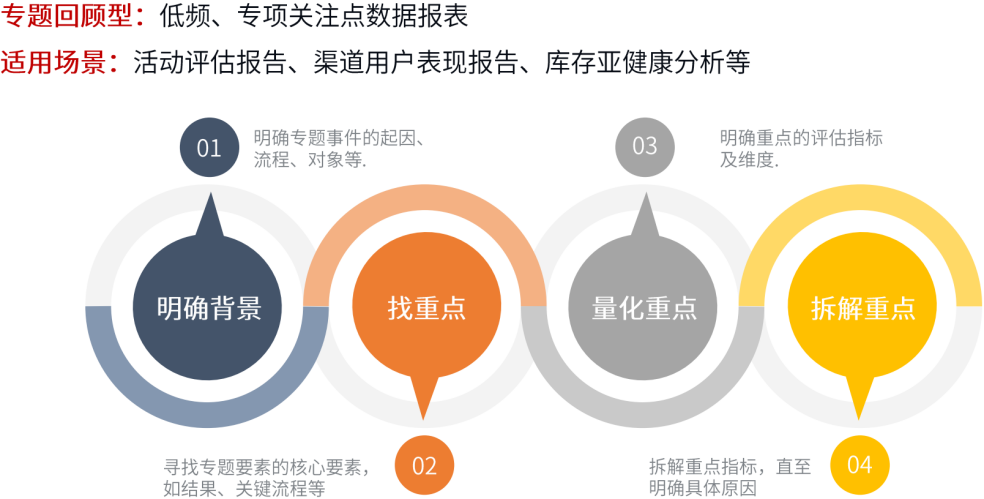 专题回顾型：低频、专项关注点数据报表
适用场景：活动评估报告、渠道用户表现报告、库存亚健康分析等
01
明确专题事件的起因、
流程、对象等.
03
明确重点的评估指标
及维度.
明确背景
找重点
量化重点
拆解重点
寻找专题要素的核心要素，
如结果、关键流程等
02
拆解重点指标，直至
明确具体原因
04